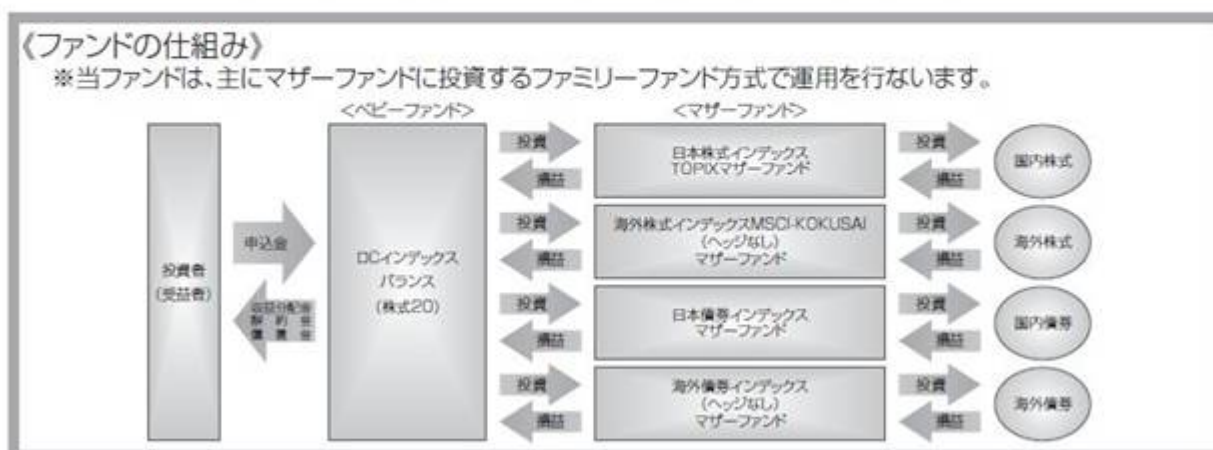 《ファンドの仕組み》
※当ファンドは、主にマザーファンドに投資するファミリーファンド方式で運用を行ないます。
<ベビーファンド>
<マザーファンド>
投資者
(受益者)
申込金
収益分配金
解約金
償還金
DCインデックス
バランス
(株式20)
投資
損益
日本株式インデックス
TOPIXマザーファンド
投資
損益
国内株式
投資
損益
海外株式インデックスMSCI-KOKUSAI
(ヘッジなし)
マザーファンド
投資
損益
海外株式
投資
損益
日本債券インデックス
マザーファンド
投資
損益
国内債券
投資
損益
海外債券インデックス
(ヘッジなし)
マザーファンド
投資
損益
海外債券